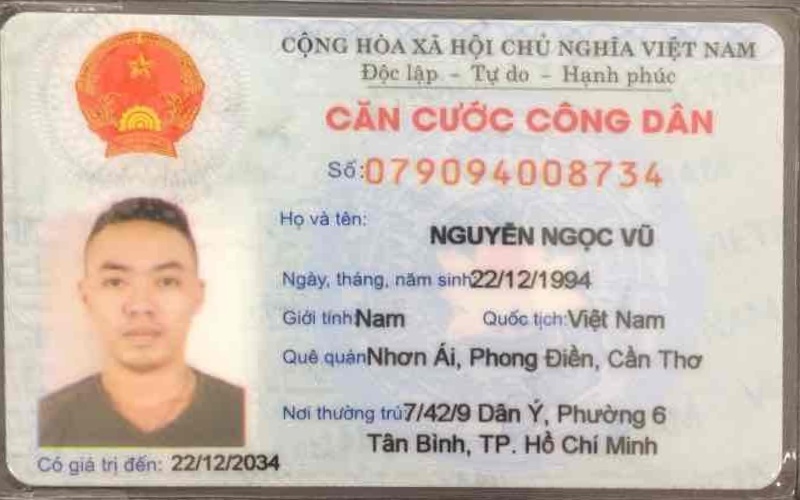 CỘNG HÒA XÃ HỘI CHỦ NGHĨA VIỆT NAM
Độc lập - Tự do - Hạnh phúc
CĂN CƯỚC CÔNG DÂN
Số: 079094008734
Họ và tên:
NGUYỄN NGỌC VŨ
Ngày, tháng, năm sinh 22/12/1994
Giới tính: Nam Quốc tịch: Việt Nam
Quê quán Nhơn Ái, Phong Điền, Cần Thơ
Nơi thường trú 7/42/9 Dân Ý, Phường 6
Tân Bình, TP. Hồ Chí Minh
Có giá trị đến: 22/12/2034